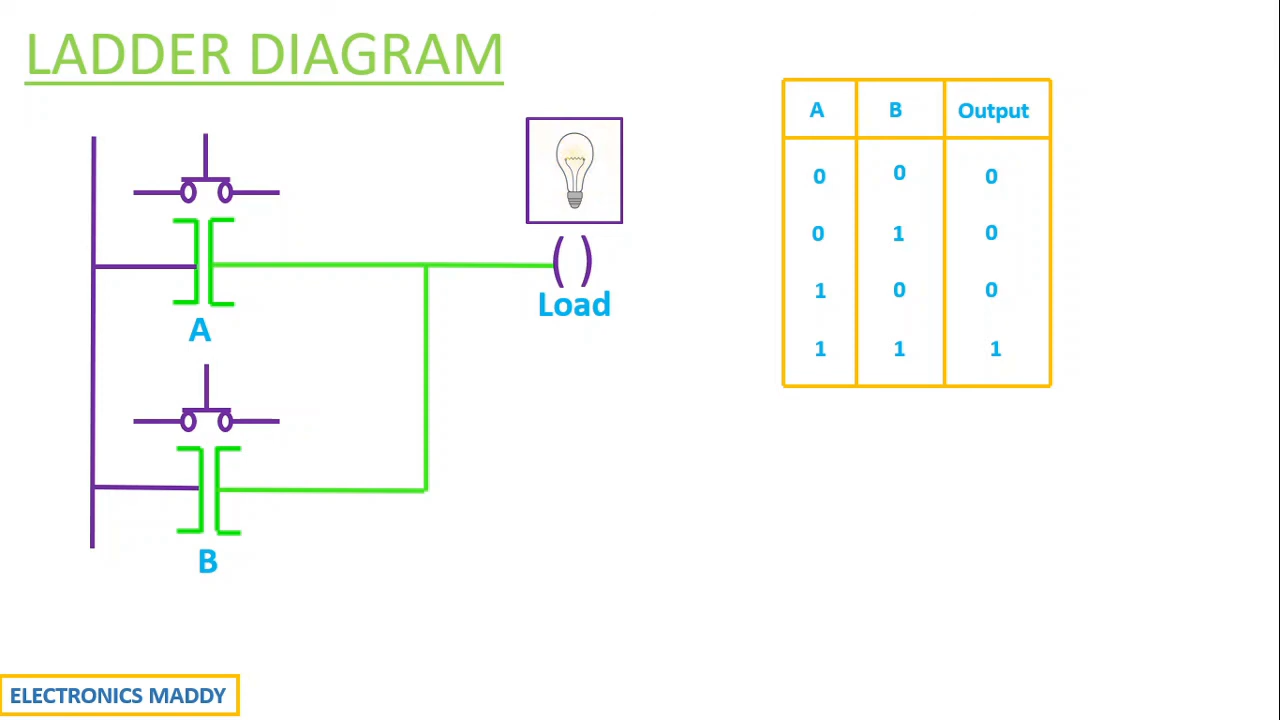 LADDER DIAGRAM
A B Output
0 0 0
0 1 0
1 0 0
1 1 1
( )
Load
A
B
ELECTRONICS MADDY